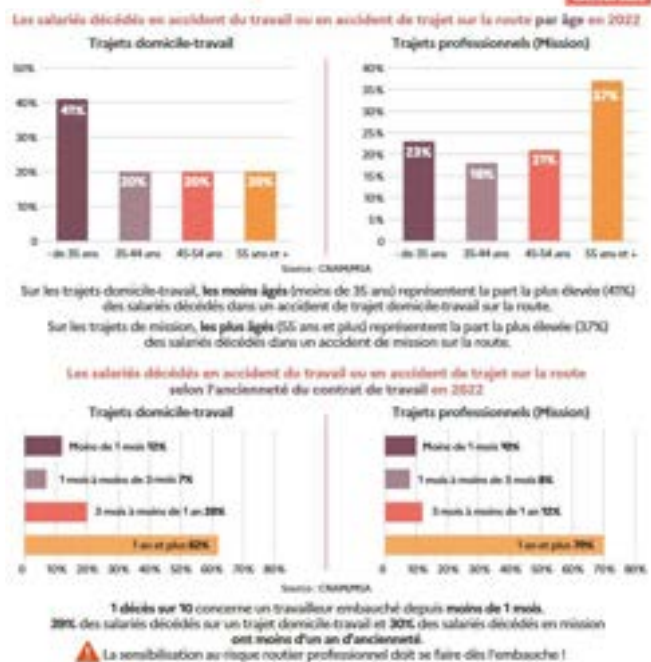 Les salariés décédés en accident du travail ou en accident de trajet sur la route par âge en 2022
Trajets domicile-travail
Trajets professionnels (Mission)
50%
40%
30%
20%
10%
0
41%
20%
20%
20%
- de 35 ans
35-44 ans
45-54 ans
55 ans et +
40%
35%
30%
25%
20%
15%
10%
5%
0
23%
18%
21%
37%
- de 35 ans
35-44 ans
45-54 ans
55 ans et +
Source : CNAM/MSA
Sur les trajets domicile-travail, les moins âgés (moins de 35 ans) représentent la part la plus élevée (41%)
des salariés décédés dans un accident de trajet domicile-travail sur la route.
Sur les trajets de mission, les plus âgés (55 ans et plus) représentent la part la plus élevée (37%)
des salariés décédés dans un accident de mission sur la route.
Les salariés décédés en accident du travail ou en accident de trajet sur la route
selon l'ancienneté du contrat de travail en 2022
Trajets domicile-travail
Trajets professionnels (Mission)
Moins de 1 mois 12%
1 mois à moins de 3 mois 7%
3 mois à moins de 1 an 20%
1 an et plus 62%
0 10% 20% 30% 40% 50% 60% 70% 80%
Moins de 1 mois 10%
1 mois à moins de 3 mois 8%
3 mois à moins de 1 an 12%
1 an et plus 70%
0 10% 20% 30% 40% 50% 60% 70% 80%
Source : CNAM/MSA
1 décès sur 10 concerne un travailleur embauché depuis moins de 1 mois.
des salariés décédés sur un trajet domicile-travail et 30% des salariés décédés en mission
ont moins d'un an d'ancienneté.
La sensibilisation au risque routier professionnel doit se faire dès l'embauche !